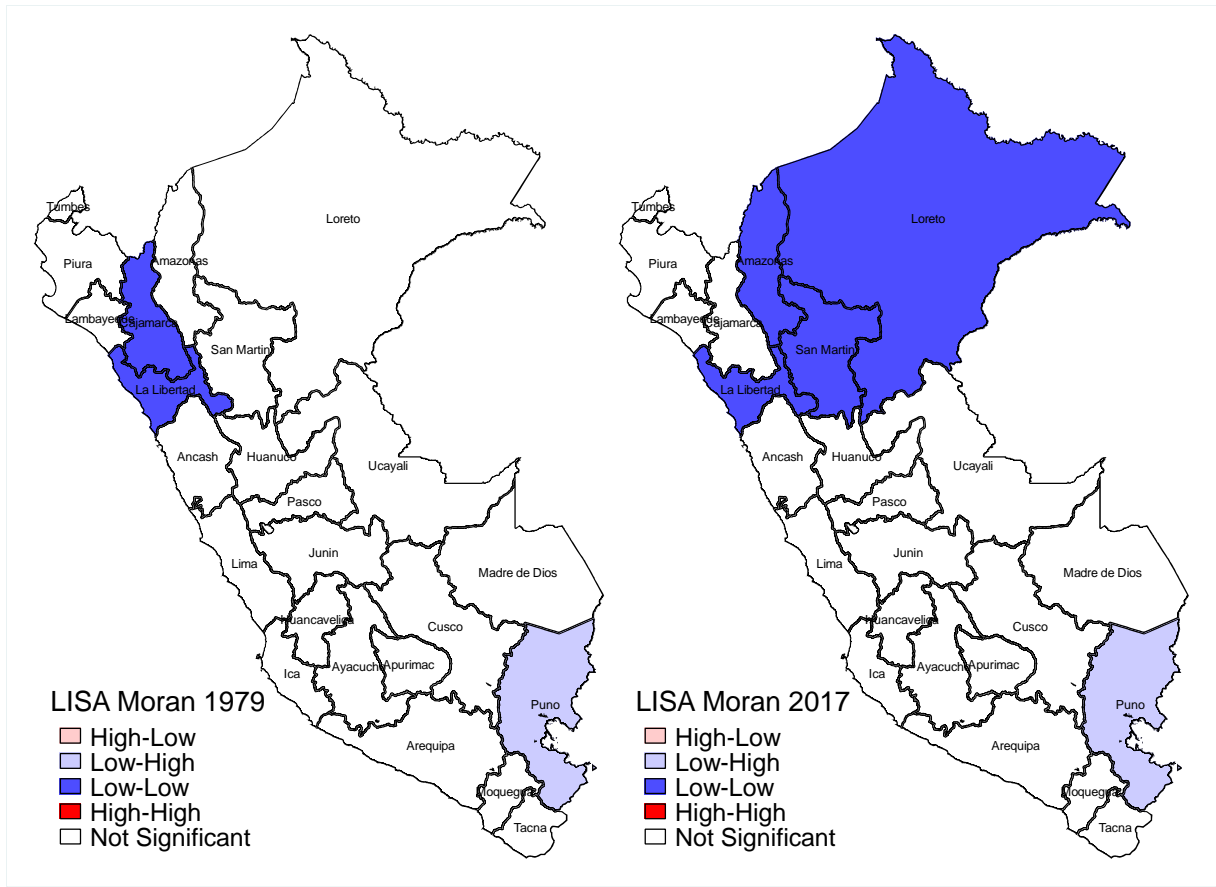 Tumbes
Loreto
Piura
Amazonas
Lambayeque
Cajamarca
San Martin
La Libertad
Ancash
Huanuco
Ucayali
Pasco
Junin
Lima
Madre de Dios
Huancavelica
Cusco
Ayacucho
Apurimac
Ica
Puno
Arequipa
Moquegua
Tacna
LISA Moran 1979
High-Low
Low-High
Low-Low
High-High
Not Significant
Tumbes
Loreto
Piura
Amazonas
Lambayeque
Cajamarca
San Martin
La Libertad
Ancash
Huanuco
Ucayali
Pasco
Junin
Lima
Madre de Dios
Huancavelica
Cusco
Ayacucho
Apurimac
Ica
Puno
Arequipa
Moquegua
Tacna
LISA Moran 2017
High-Low
Low-High
Low-Low
High-High
Not Significant